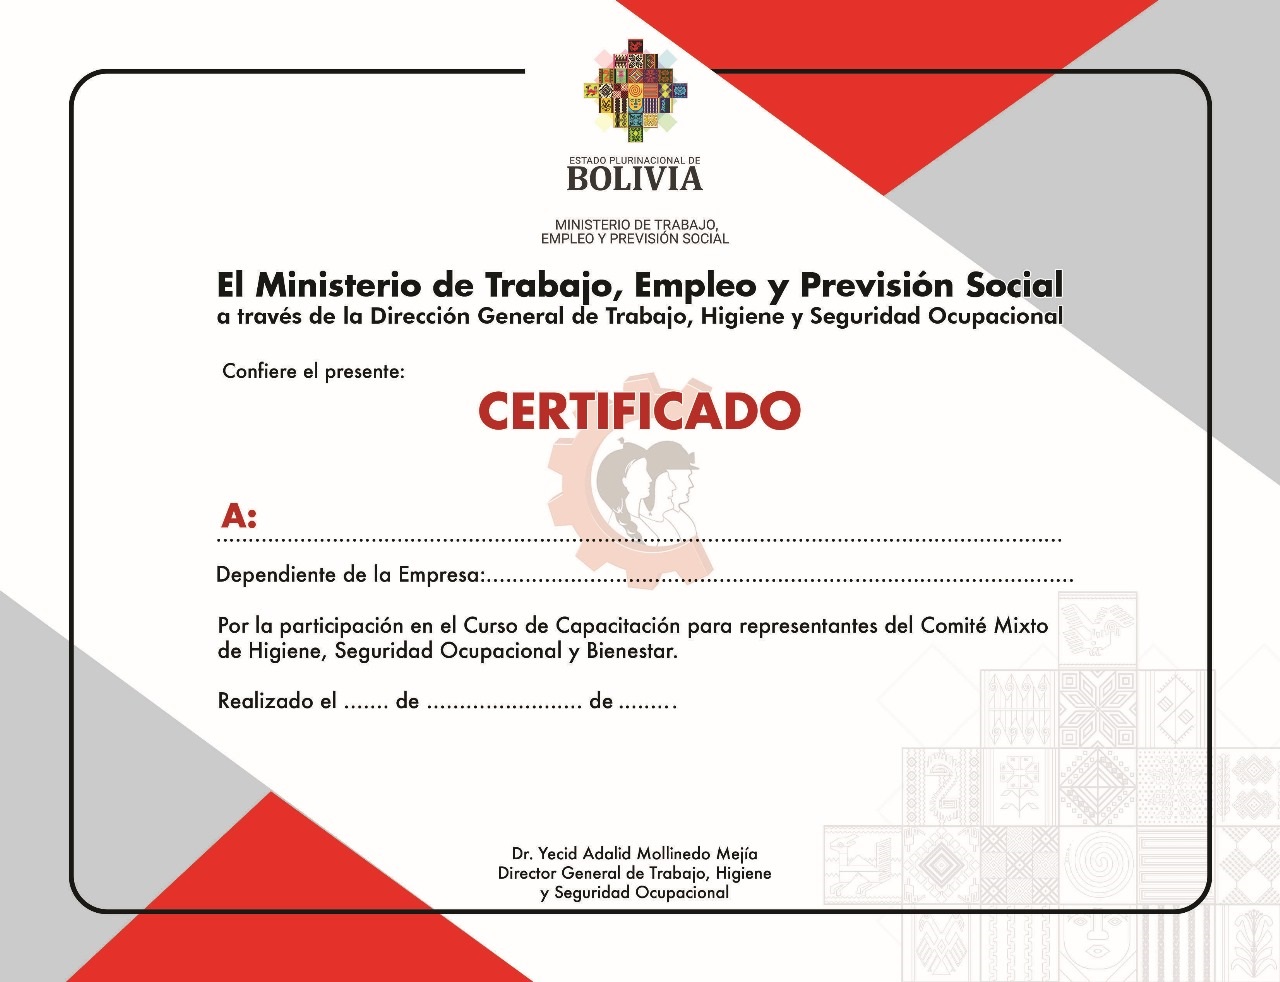 ESTADO PLURINACIONAL DE
BOLIVIA
MINISTERIO DE TRABAJO,
EMPLEO Y PREVISIÓN SOCIAL
El Ministerio de Trabajo, Empleo y Previsión Social
a través de la Dirección General de Trabajo, Higiene y Seguridad Ocupacional
Confiere el presente:
CERTIFICADO
A:
Dependiente de la Empresa:..........................................................................................
Por la participación en el Curso de Capacitación para representantes del Comité Mixto
de Higiene, Seguridad Ocupacional y Bienestar.
Realizado el ....... de ........................ de .........
Dr. Yecid Adalid Mollinedo Mejía
Director General de Trabajo, Higiene
y Seguridad Ocupacional